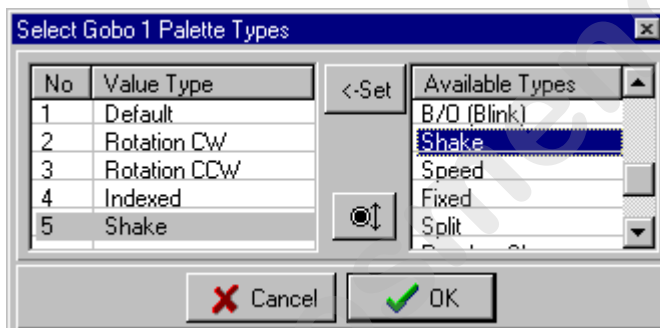 Select Gobo 1 Palette Types
No Value Type
1 Default
2 Rotation CW
3 Rotation CCW
4 Indexed
5 Shake
<-Set
Available Types
B/O (Blink)
Shake
Speed
Fixed
Split
Cancel
OK